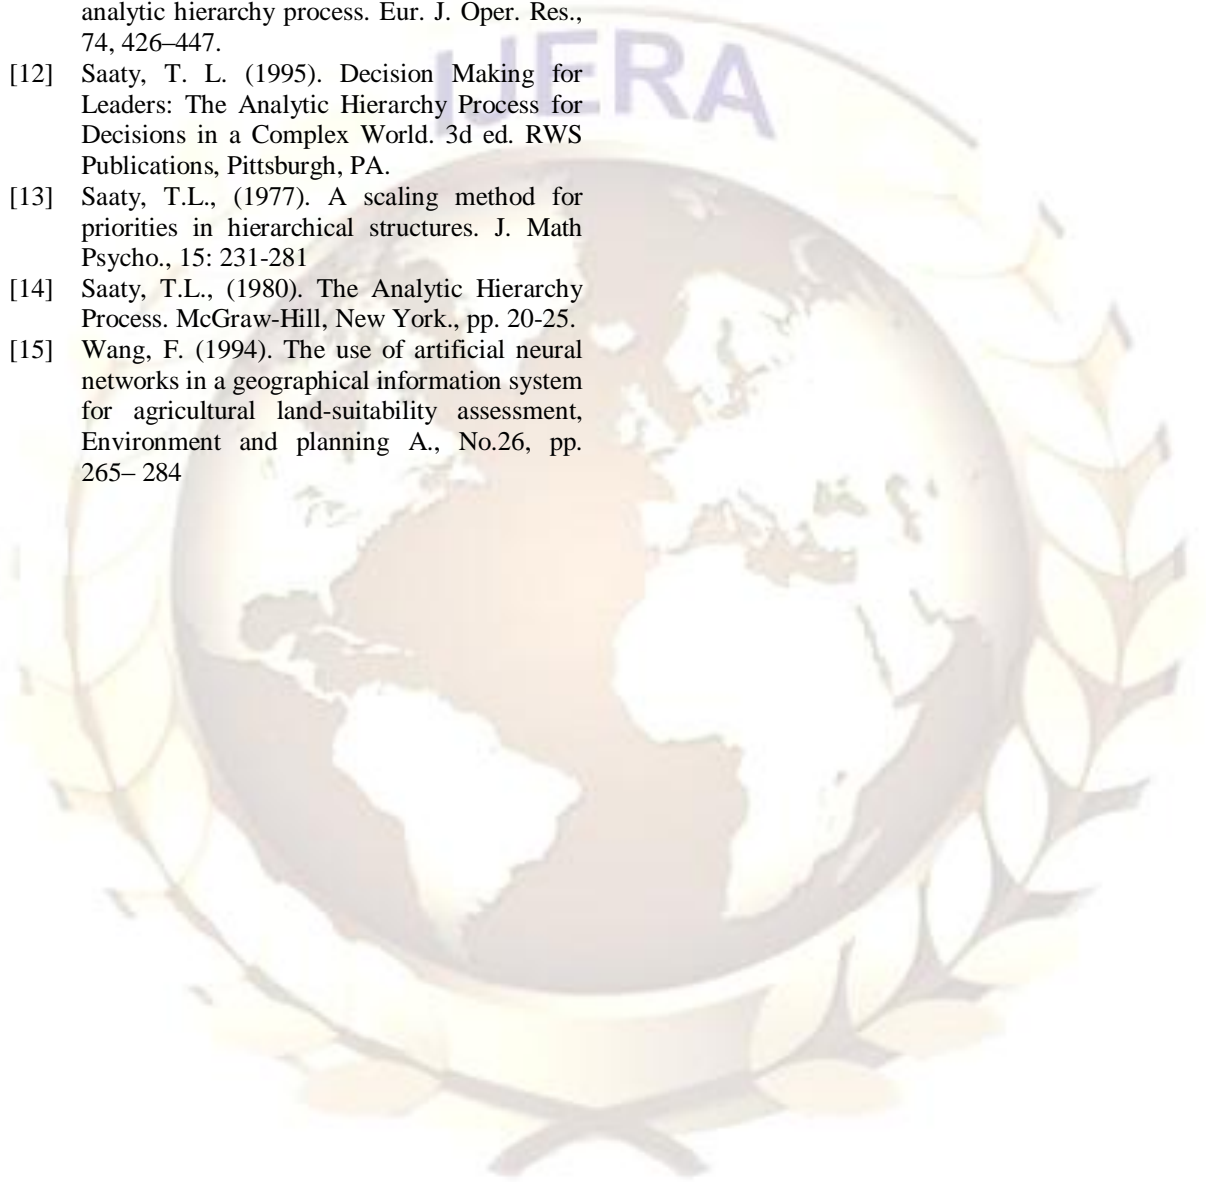 IJERA
analytic hierarchy process. Eur. J. Oper. Res.,
74, 426–447.
[12] Saaty, T. L. (1995). Decision Making for
Leaders: The Analytic Hierarchy Process for
Decisions in a Complex World. 3d ed. RWS
Publications, Pittsburgh, PA.
[13] Saaty, T.L., (1977). A scaling method for
priorities in hierarchical structures. J. Math
Psycho., 15: 231-281
[14] Saaty, T.L., (1980). The Analytic Hierarchy
Process. McGraw-Hill, New York., pp. 20-25.
[15] Wang, F. (1994). The use of artificial neural
networks in a geographical information system
for agricultural land-suitability assessment,
Environment and planning A., No.26, pp.
265– 284